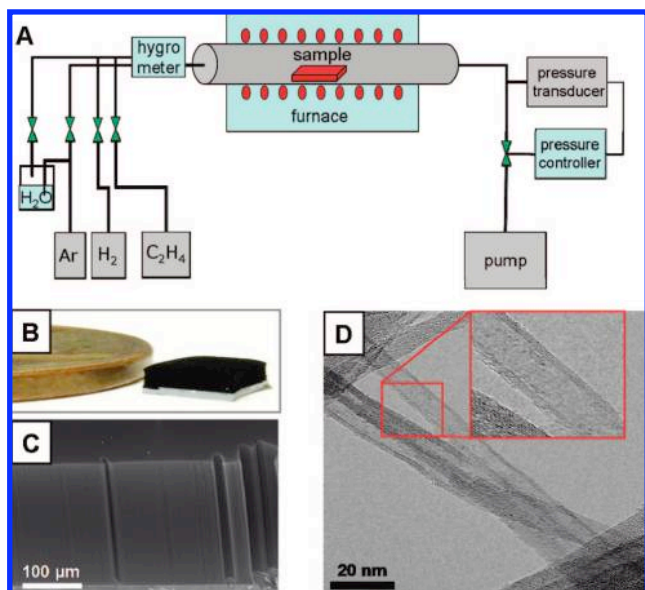 A
hygro
meter
sample
furnace
pressure
transducer
pressure
controller
H₂O
Ar
H₂
C₂H₄
pump
B
C
100 µm
D
20 nm